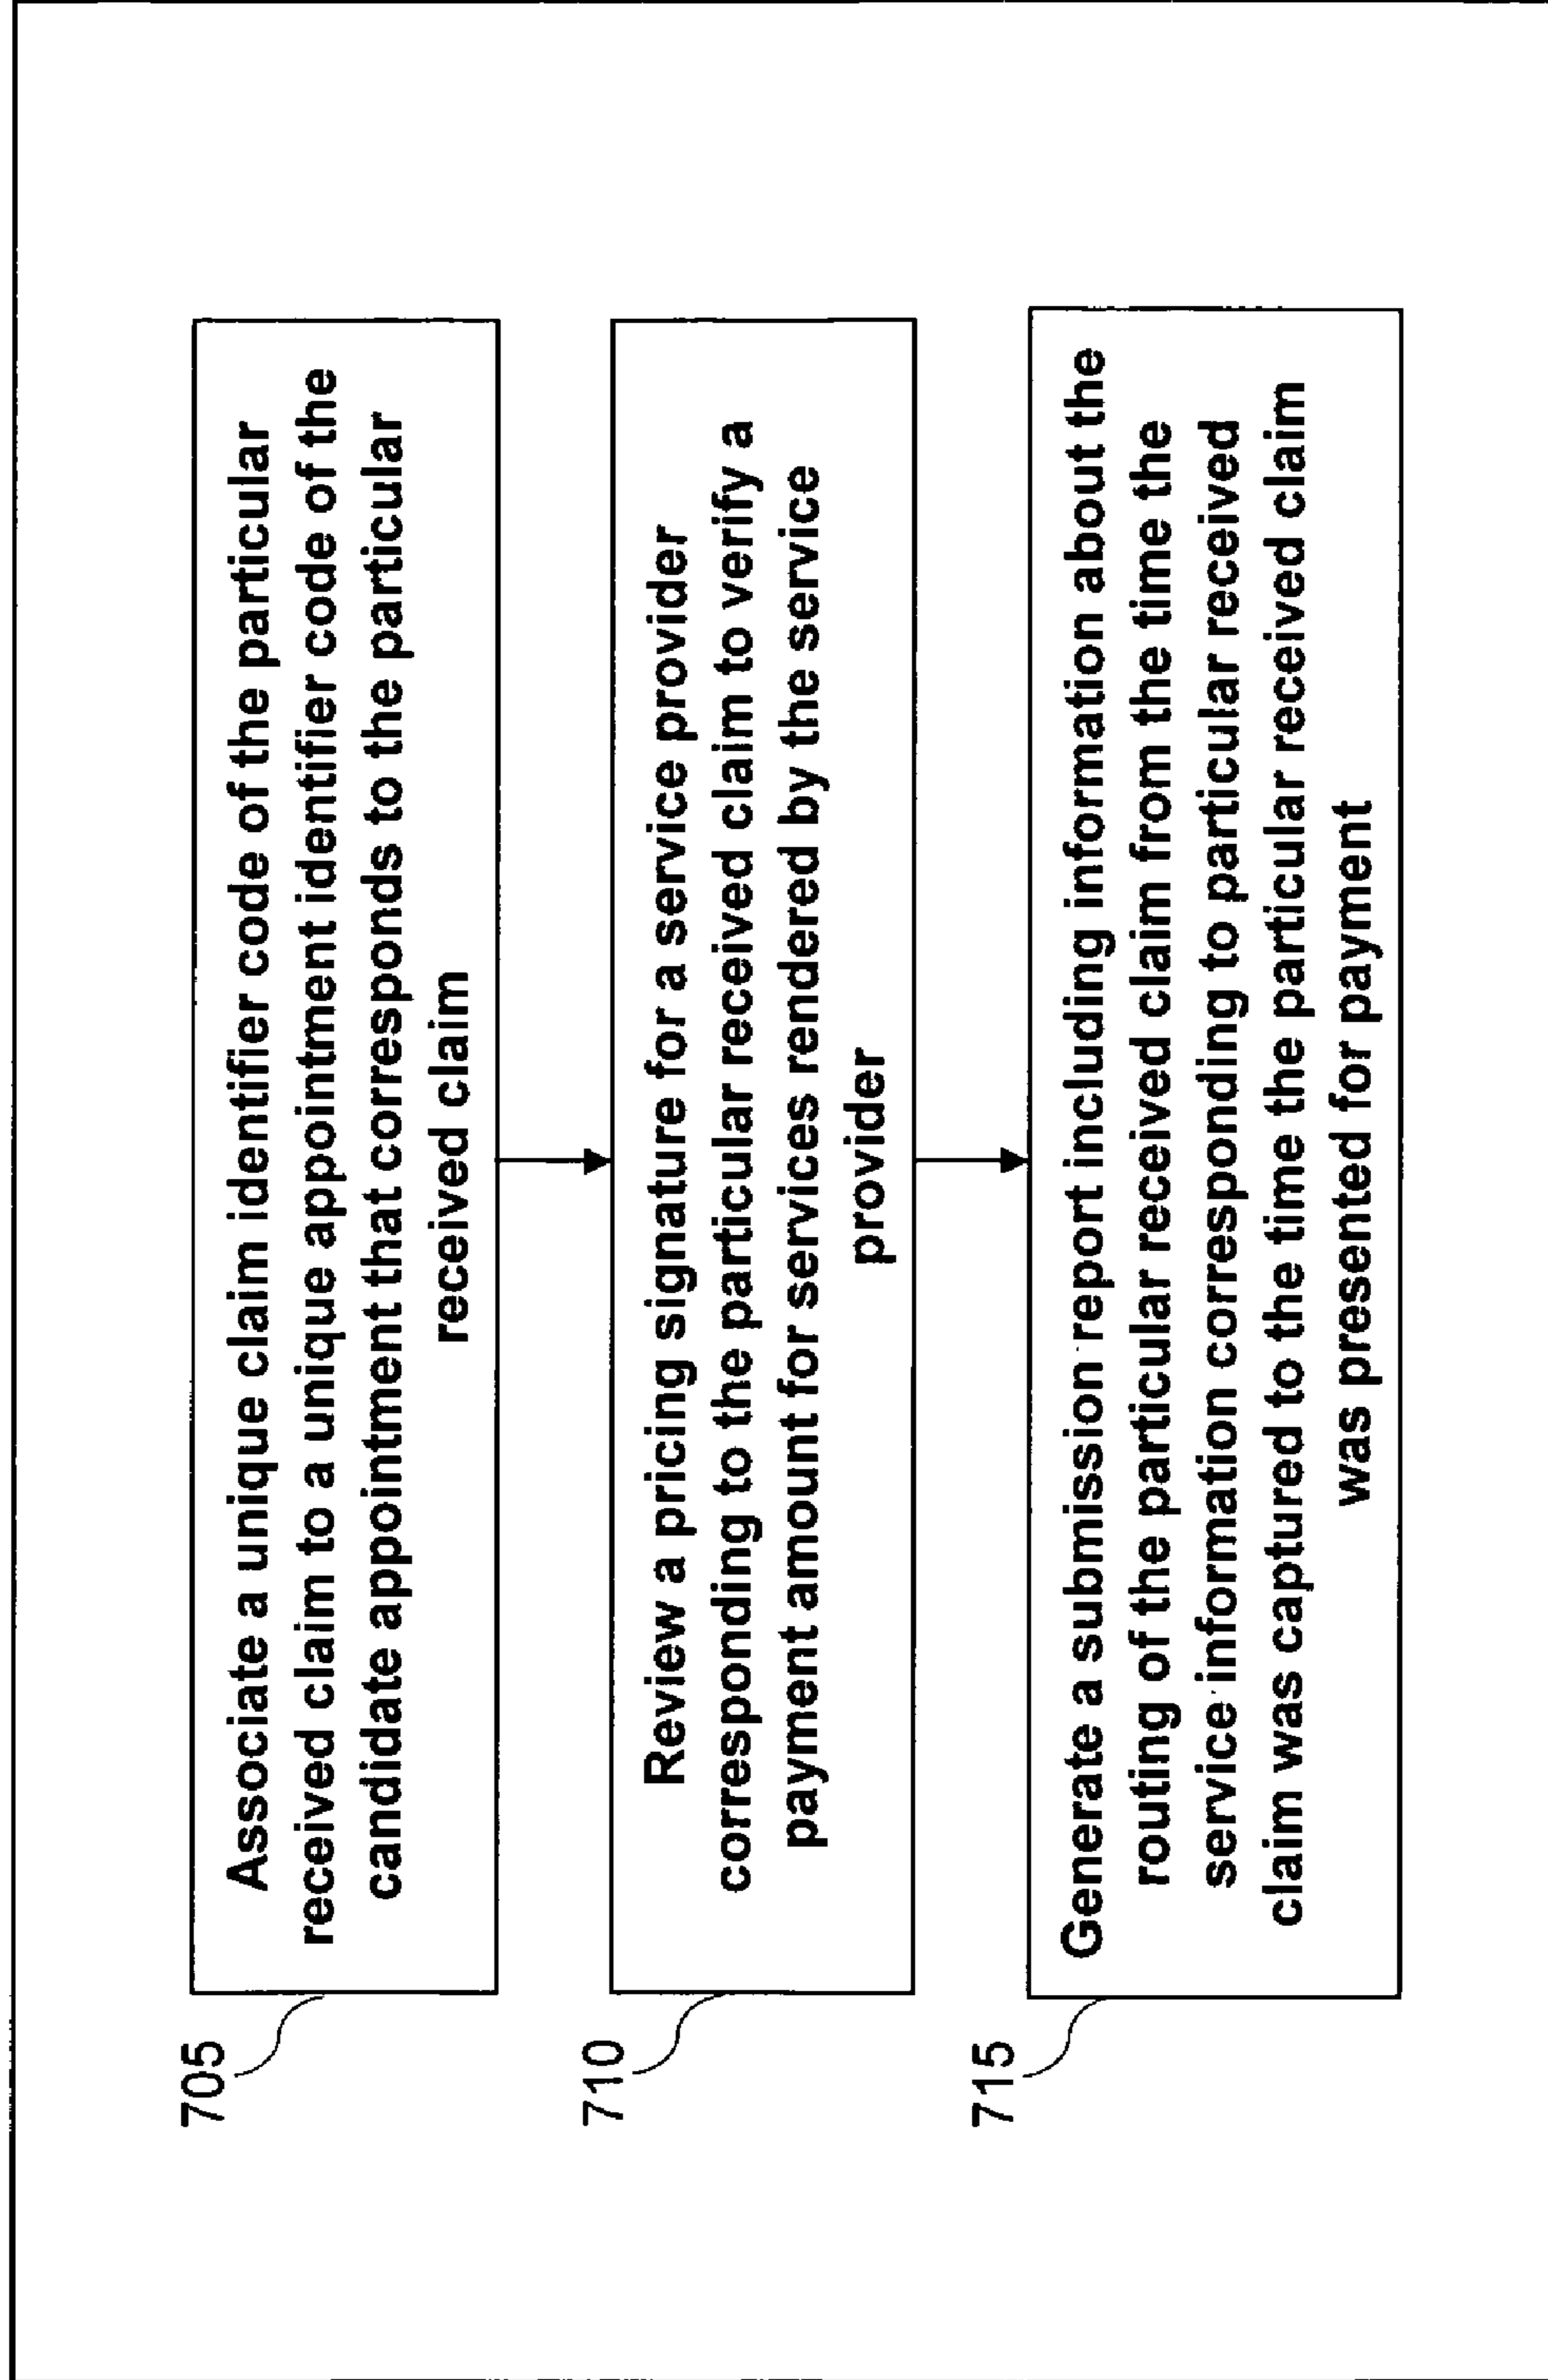 705
Associate a unique claim identifier code of the particular
received claim to a unique appointment identifier code of the
candidate appointment that corresponds to the particular
received claim
710
Review a pricing signature for a service provider
corresponding to the particular received claim to verify a
payment amount for services rendered by the service
provider
715
Generate a submission report including information about the
routing of the particular received claim from the time the
service information corresponding to particular received
claim was captured to the time the particular received claim
was presented for payment